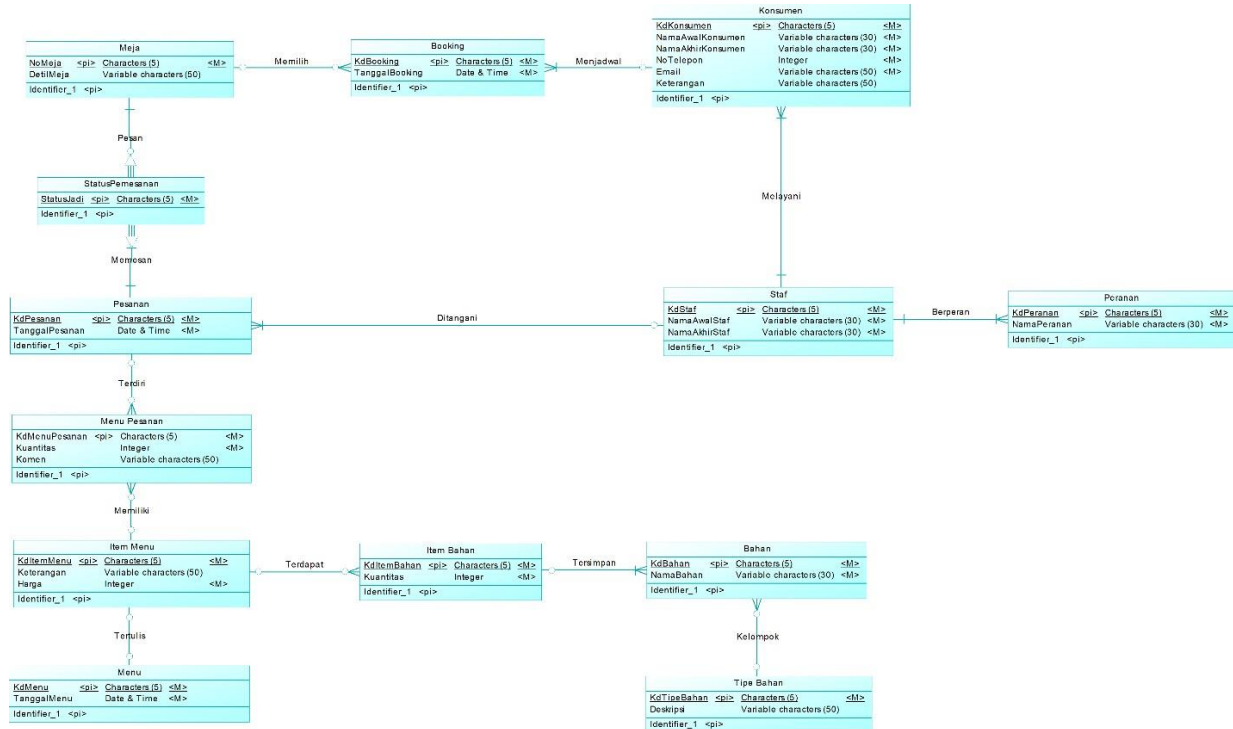 Konsumen
KdKonsumen <pi> Characters (5) <M>
NamaAwalKonsumen Variable characters (30) <M>
NamaAkhirKonsumen Variable characters (30) <M>
NoTelepon Integer <M>
Email Variable characters (50) <M>
Keterangan Variable characters (50)
Identifier_1 <pi>
Meja
NoMeja <pi> Characters (5) <M>
DetilMeja Variable characters (50)
Identifier_1 <pi>
Memilih
Booking
KdBooking <pi> Characters (5) <M>
TanggalBooking Date & Time <M>
Identifier_1 <pi>
Menjadwal
Pesan
StatusPemesanan
StatusJadi <pi> Characters (5) <M>
Identifier_1 <pi>
Melayani
Memesan
Pesanan
KdPesanan <pi> Characters (5) <M>
TanggalPesanan Date & Time <M>
Identifier_1 <pi>
Ditangani
Staf
KdStaf <pi> Characters (5) <M>
NamaAwalStaf Variable characters (30) <M>
NamaAkhirStaf Variable characters (30) <M>
Identifier_1 <pi>
Berperan
Peranan
KdPeranan <pi> Characters (5) <M>
NamaPeranan Variable characters (30) <M>
Identifier_1 <pi>
Terdiri
Menu Pesanan
KdMenuPesanan <pi> Characters (5) <M>
Kuantitas Integer <M>
Komen Variable characters (50)
Identifier_1 <pi>
Memiliki
Item Menu
KdItemMenu <pi> Characters (5) <M>
Keterangan Variable characters (50)
Harga Integer <M>
Identifier_1 <pi>
Terdapat
Item Bahan
KdItemBahan <pi> Characters (5) <M>
Kuantitas Integer <M>
Identifier_1 <pi>
Tersimpan
Bahan
KdBahan <pi> Characters (5) <M>
NamaBahan Variable characters (30) <M>
Identifier_1 <pi>
Tertulis
Kelompok
Menu
KdMenu <pi> Characters (5) <M>
TanggalMenu Date & Time <M>
Identifier_1 <pi>
Tipe Bahan
KdTipeBahan <pi> Characters (5) <M>
Deskripsi Variable characters (50)
Identifier_1 <pi>